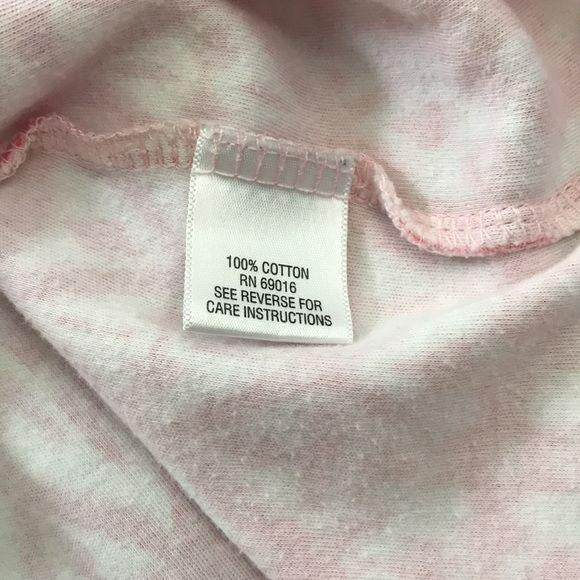 100% COTTON
RN 69016
SEE REVERSE FOR
CARE INSTRUCTIONS